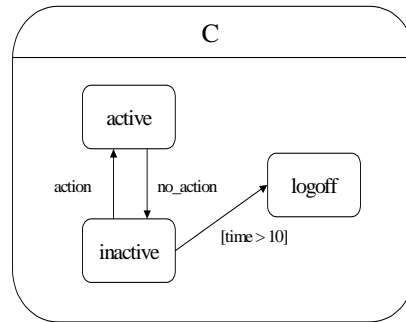 C
active
action
no_action
logoff
inactive
[time > 10]